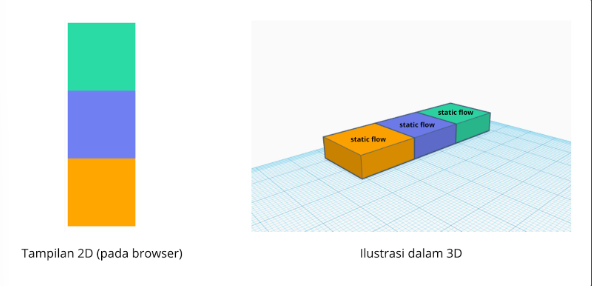 static flow
static flow
static flow
Tampilan 2D (pada browser)
Ilustrasi dalam 3D